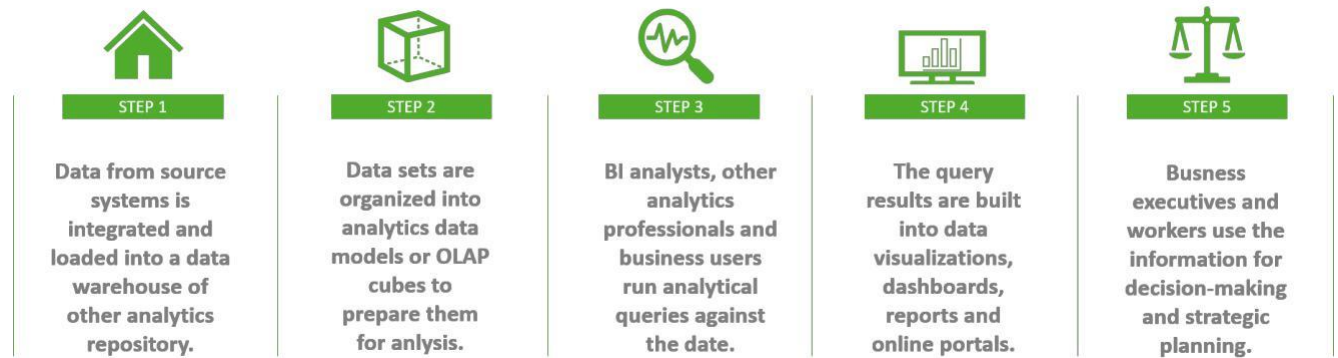 STEP 1
Data from source
systems is
integrated and
loaded into a data
warehouse of
other analytics
repository.
STEP 2
Data sets are
organized into
analytics data
models or OLAP
cubes to
prepare them
for anlysis.
STEP 3
BI analysts, other
analytics
professionals and
business users
run analytical
queries against
the date.
STEP 4
The query
results are built
into data
visualizations,
dashboards,
reports and
online portals.
STEP 5
Busness
executives and
workers use the
information for
decision-making
and strategic
planning.